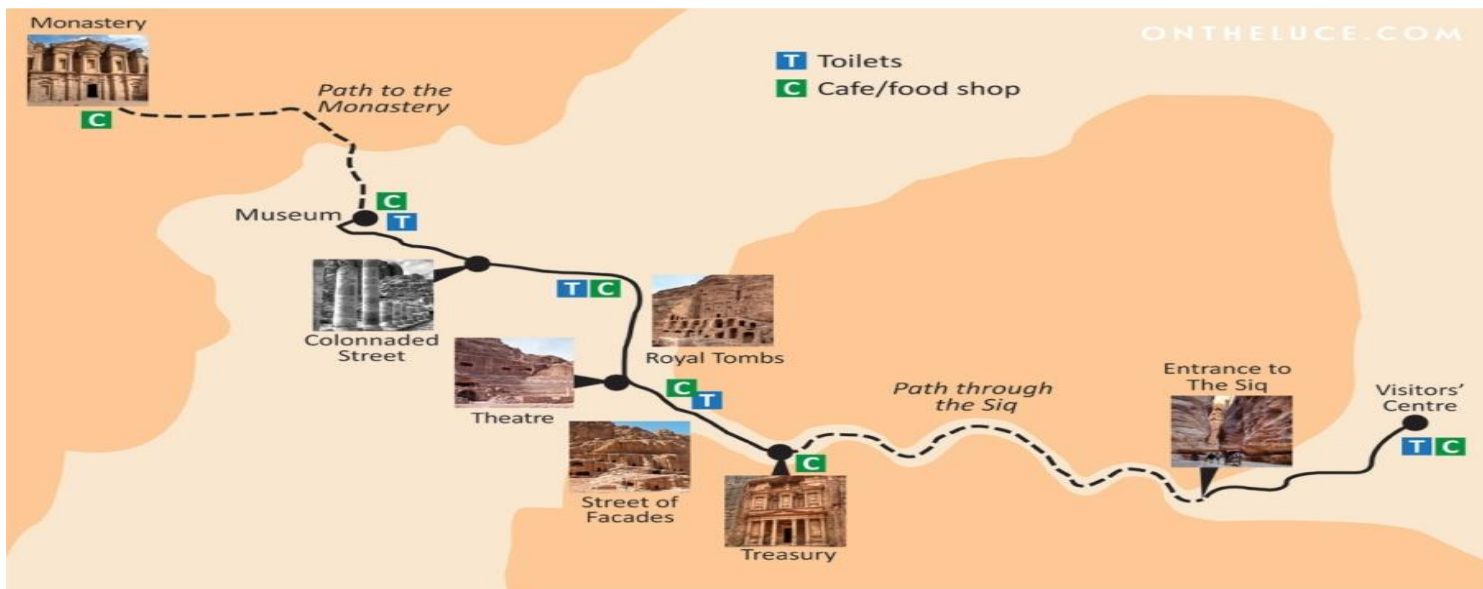 Monastery
ONTHELUCE.COM
T Toilets
C Cafe/food shop
Path to the
Monastery
C
C
Museum
T
Colonnaded
Street
T C
Royal Tombs
Theatre
C
T
Path through
the Siq
Entrance to
The Siq
Visitors'
Centre
T C
Street of
Facades
C
Treasury